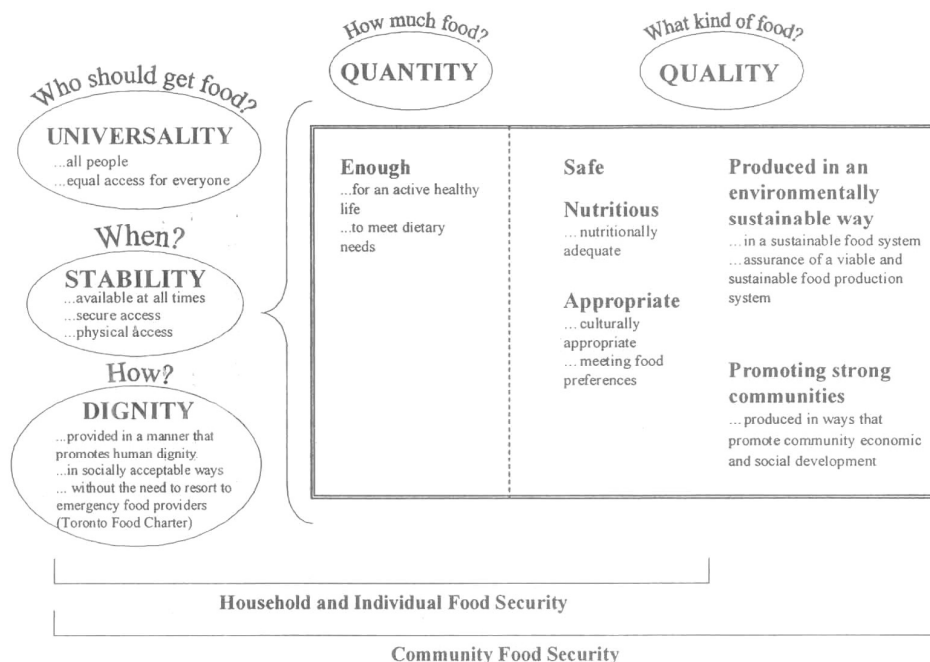 Who should get food?
UNIVERSALITY
...all people
...equal access for everyone
When?
STABILITY
...available at all times
...secure access
...physical access
How?
DIGNITY
...provided in a manner that
promotes human dignity
...in socially acceptable ways
... without the need to resort to
emergency food providers
(Toronto Food Charter)
How much food?
QUANTITY
Enough
...for an active healthy
life
...to meet dietary
needs
What kind of food?
QUALITY
Safe
Nutritious
... nutritionally
adequate
Appropriate
... culturally
appropriate
... meeting food
preferences
Produced in an
environmentally
sustainable way
... in a sustainable food system
... assurance of a viable and
sustainable food production
system
Promoting strong
communities
... produced in ways that
promote community economic
and social development
Household and Individual Food Security
Community Food Security